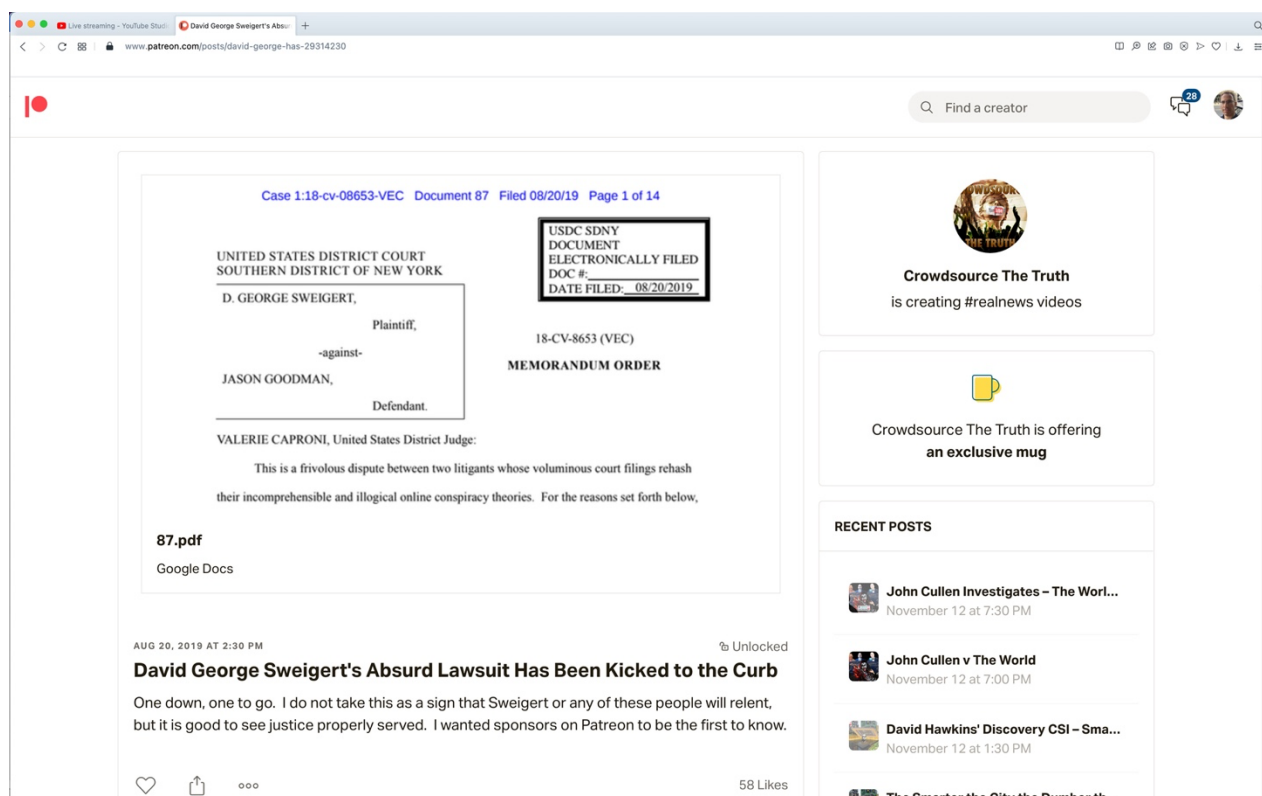 Live streaming - YouTube Studi
David George Sweigert's Absur
www.patreon.com/posts/david-george-has-29314230
Find a creator
28
Case 1:18-cv-08653-VEC Document 87 Filed 08/20/19 Page 1 of 14
USDC SDNY
DOCUMENT
ELECTRONICALLY FILED
DOC #:
DATE FILED: 08/20/2019
UNITED STATES DISTRICT COURT
SOUTHERN DISTRICT OF NEW YORK
D. GEORGE SWEIGERT,
Plaintiff,
-against-
JASON GOODMAN,
Defendant.
18-CV-8653 (VEC)
MEMORANDUM ORDER
VALERIE CAPRONI, United States District Judge:
This is a frivolous dispute between two litigants whose voluminous court filings rehash
their incomprehensible and illogical online conspiracy theories. For the reasons set forth below,
87.pdf
Google Docs
AUG 20, 2019 AT 2:30 PM
Unlocked
David George Sweigert's Absurd Lawsuit Has Been Kicked to the Curb
One down, one to go. I do not take this as a sign that Sweigert or any of these people will relent,
but it is good to see justice properly served. I wanted sponsors on Patreon to be the first to know.
58 Likes
THE TRUTH
Crowdsource The Truth
is creating #realnews videos
Crowdsource The Truth is offering
an exclusive mug
RECENT POSTS
John Cullen Investigates – The Worl...
November 12 at 7:30 PM
John Cullen v The World
November 12 at 7:00 PM
David Hawkins' Discovery CSI – Sma...
November 12 at 1:30 PM
The Smarter the City the Dumber th